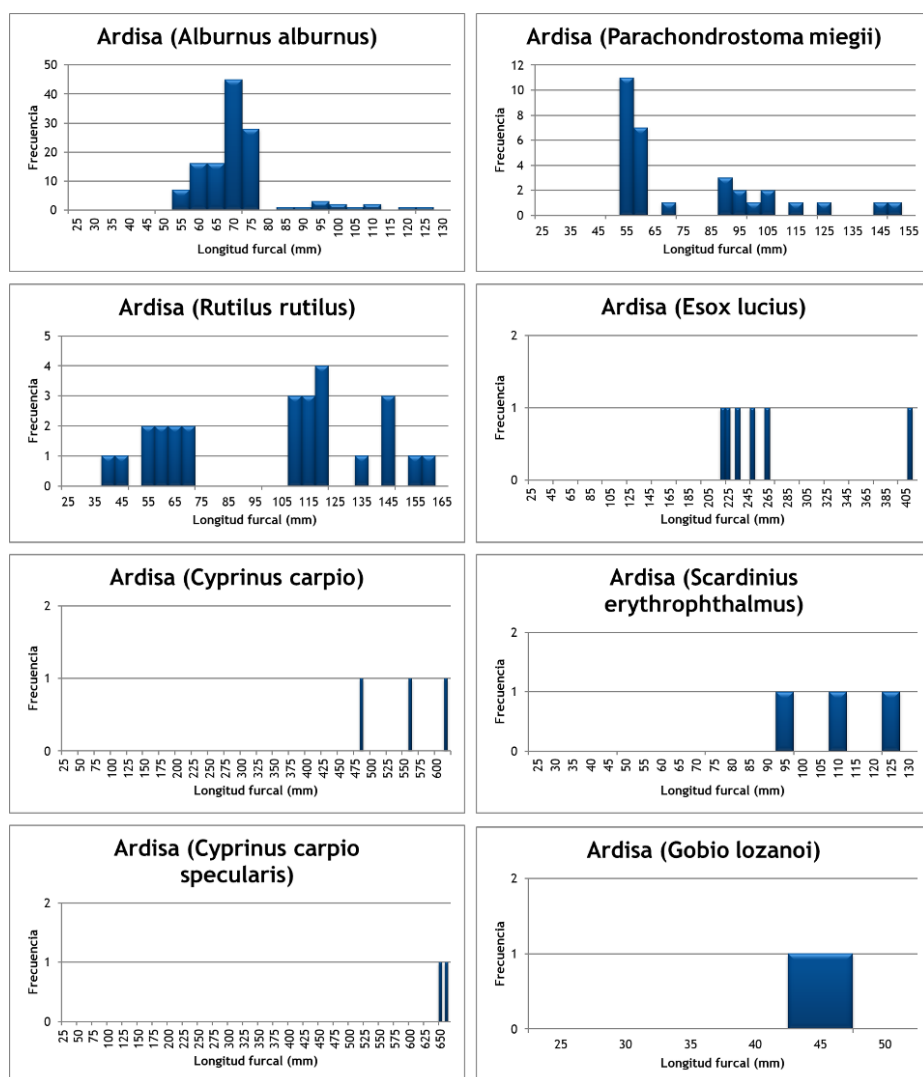 Ardisa (Alburnus alburnus)
50
40
30
20
10
0
Frecuencia
25 30 35 40 45 50 55 60 65 70 75 80 85 90 95 100 105 110 115 120 125 130
Longitud furcal (mm)
Ardisa (Parachondrostoma miegii)
12
10
8
6
4
2
0
Frecuencia
25 35 45 55 65 75 85 95 105 115 125 135 145 155
Longitud furcal (mm)
Ardisa (Rutilus rutilus)
5
4
3
2
1
0
Frecuencia
25 35 45 55 65 75 85 95 105 115 125 135 145 155 165
Longitud furcal (mm)
Ardisa (Esox lucius)
2
1
0
Frecuencia
25 45 65 85 105 125 145 165 185 205 225 245 265 285 305 325 345 365 385 405
Longitud furcal (mm)
Ardisa (Cyprinus carpio)
2
1
0
Frecuencia
25 50 75 100 125 150 175 200 225 250 275 300 325 350 375 400 425 450 475 500 525 550 575 600
Longitud furcal (mm)
Ardisa (Scardinius
erythrophthalmus)
2
1
0
Frecuencia
25 30 35 40 45 50 55 60 65 70 75 80 85 90 95 100 105 110 115 120 125 130
Longitud furcal (mm)
Ardisa (Cyprinus carpio
specularis)
2
1
0
Frecuencia
25 50 75 100 125 150 175 200 225 250 275 300 325 350 375 400 425 450 475 500 525 550 575 600 625 650
Longitud furcal (mm)
Ardisa (Gobio lozanoi)
2
1
0
Frecuencia
25 30 35 40 45 50
Longitud furcal (mm)